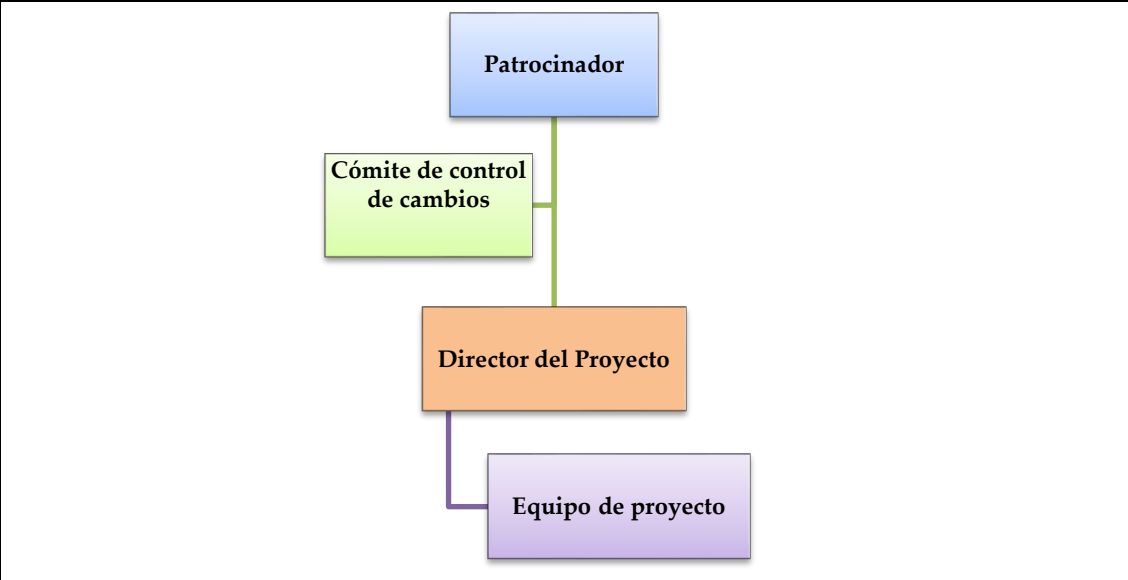 Patrocinador
Cómite de control
de cambios
Director del Proyecto
Equipo de proyecto